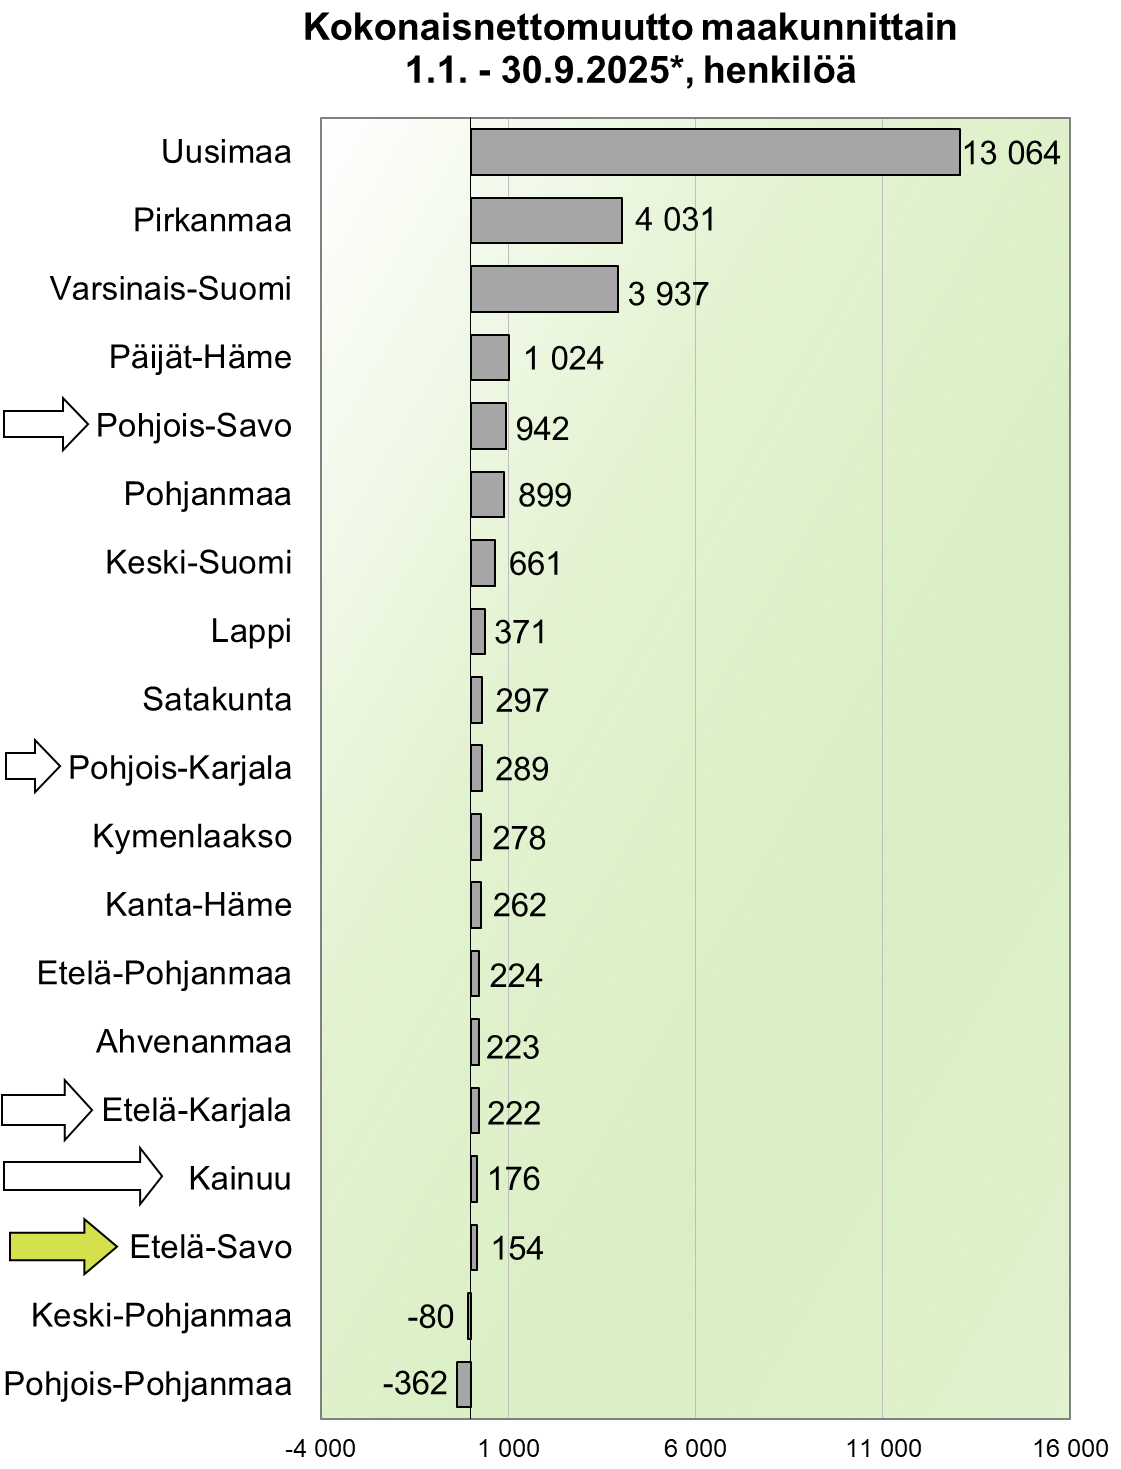 Kokonaisnettomuutto maakunnittain
1.1. - 30.9.2025*, henkilöä
Uusimaa 13 064
Pirkanmaa 4 031
Varsinais-Suomi 3 937
Päijät-Häme 1 024
Pohjois-Savo 942
Pohjanmaa 899
Keski-Suomi 661
Lappi 371
Satakunta 297
Pohjois-Karjala 289
Kymenlaakso 278
Kanta-Häme 262
Etelä-Pohjanmaa 224
Ahvenanmaa 223
Etelä-Karjala 222
Kainuu 176
Etelä-Savo 154
Keski-Pohjanmaa -80
Pohjois-Pohjanmaa -362
-4 000 1 000 6 000 11 000 16 000